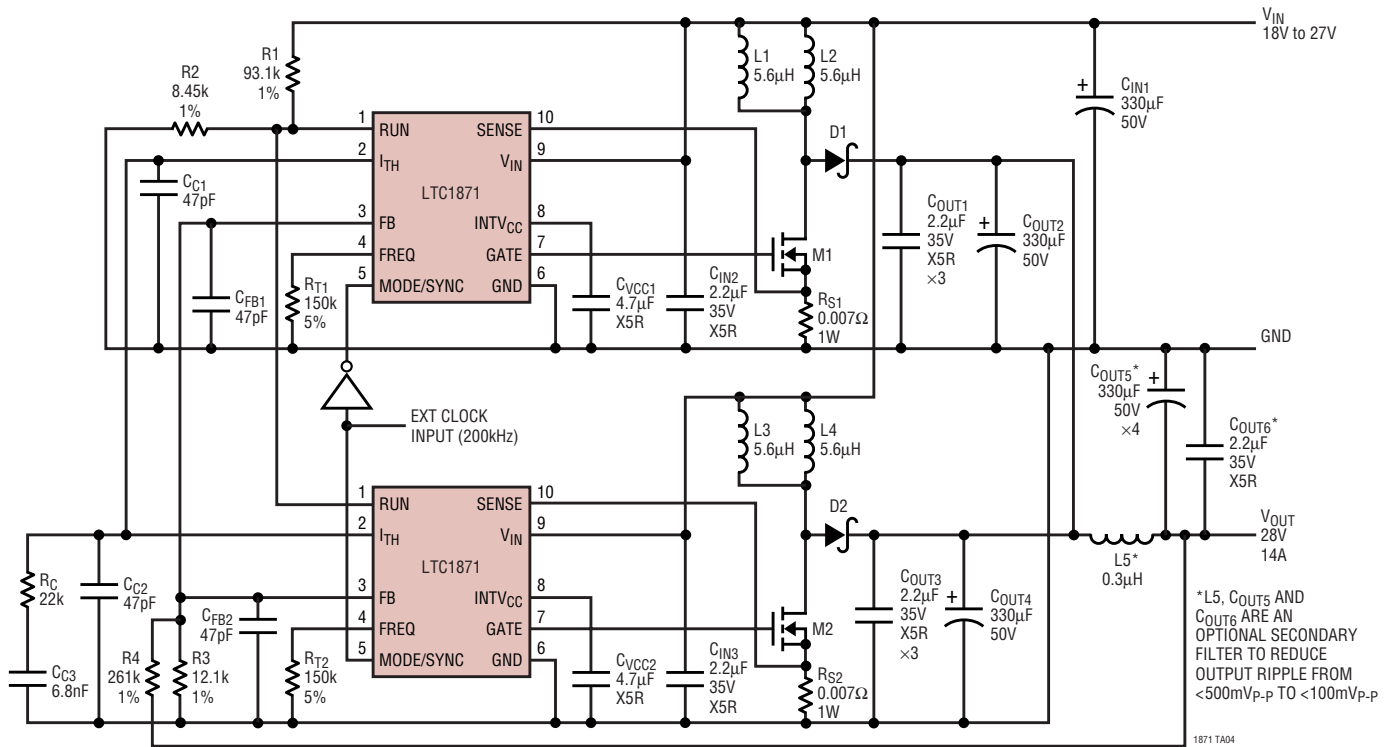 VIN
18V to 27V
R1
93.1k
1%
R2
8.45k
1%
L1
5.6µH
L2
5.6µH
CIN1
330µF
50V
+
1
RUN
SENSE
10
2
ITH
VIN
9
LTC1871
3
FB
INTVCC
8
4
FREQ
GATE
7
5
MODE/SYNC
GND
6
CC1
47pF
CFB1
47pF
RT1
150k
5%
CVCC1
4.7µF
X5R
CIN2
2.2µF
35V
X5R
D1
M1
RS1
0.007Ω
1W
COUT1
2.2µF
35V
X5R
×3
+
COUT2
330µF
50V
GND
EXT CLOCK
INPUT (200kHz)
L3
5.6µH
L4
5.6µH
COUT5*
330µF
50V
×4
+
COUT6*
2.2µF
35V
X5R
1
RUN
SENSE
10
2
ITH
VIN
9
LTC1871
3
FB
INTVCC
8
4
FREQ
GATE
7
5
MODE/SYNC
GND
6
RC
22k
CC2
47pF
CC3
6.8nF
R4
261k
1%
R3
12.1k
1%
CFB2
47pF
RT2
150k
5%
CVCC2
4.7µF
X5R
CIN3
2.2µF
35V
X5R
D2
M2
RS2
0.007Ω
1W
COUT3
2.2µF
35V
X5R
×3
+
COUT4
330µF
50V
L5*
0.3µH
VOUT
28V
14A
*L5, COUT5 AND
COUT6 ARE AN
OPTIONAL SECONDARY
FILTER TO REDUCE
OUTPUT RIPPLE FROM
<500mVP-P TO <100mVP-P
1871 TA04